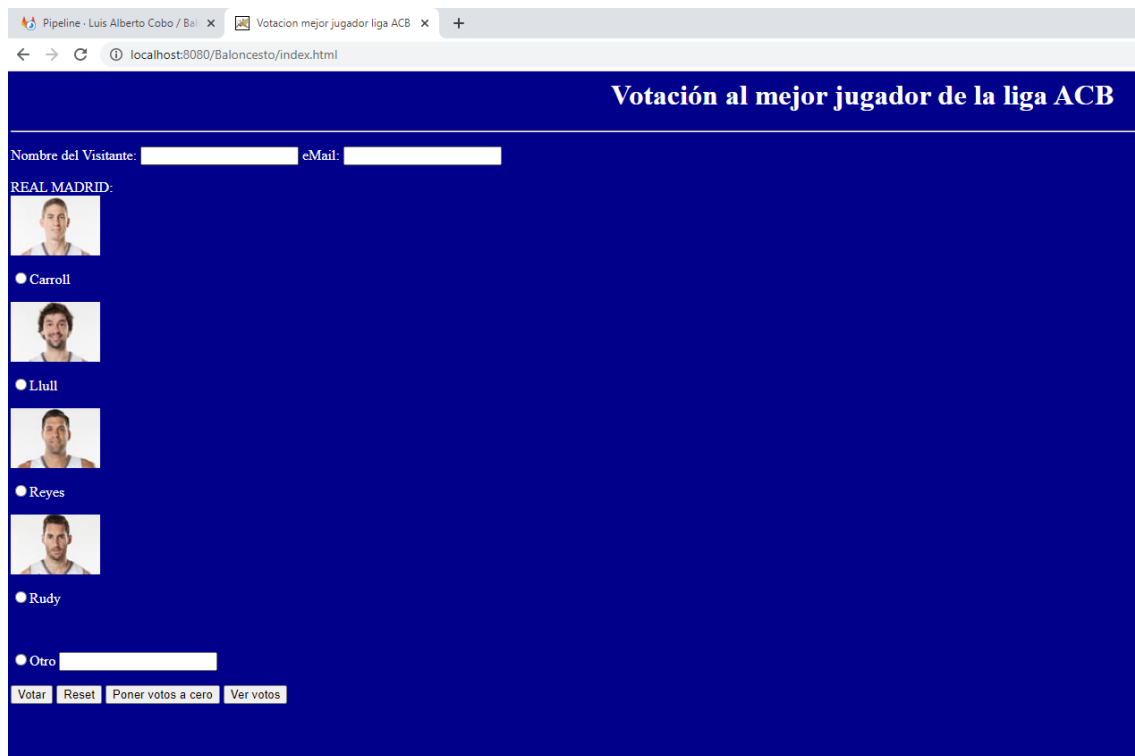 Pipeline · Luis Alberto Cobo / Bal
Votacion mejor jugador liga ACB
localhost:8080/Baloncesto/index.html
Votación al mejor jugador de la liga ACB
Nombre del Visitante: eMail:
REAL MADRID:
Carroll
Llull
Reyes
Rudy
Otro
Votar Reset Poner votos a cero Ver votos